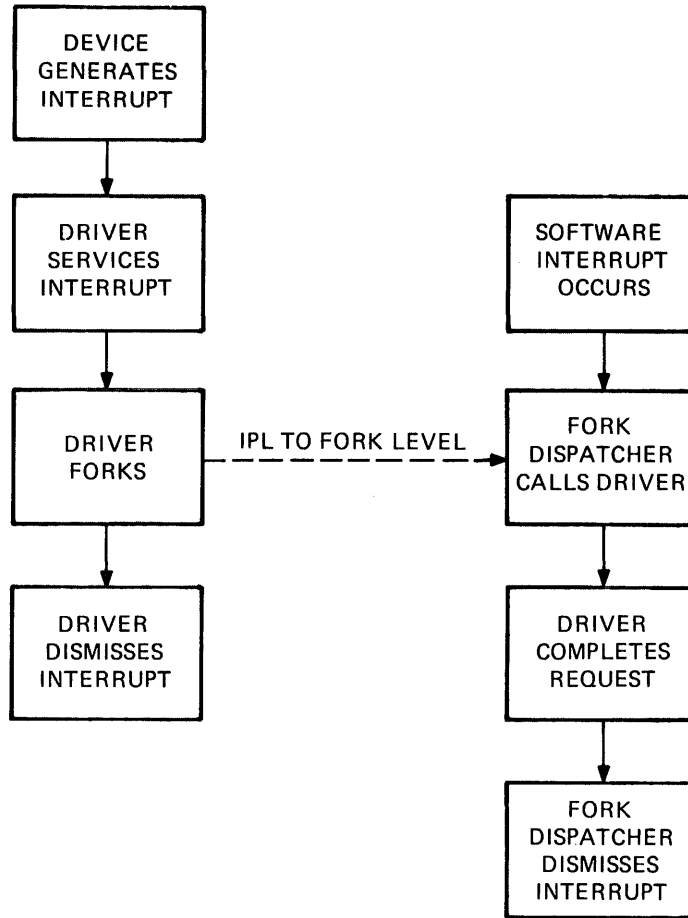 DEVICE
GENERATES
INTERRUPT
DRIVER
SERVICES
INTERRUPT
DRIVER
FORKS
DRIVER
DISMISSES
INTERRUPT
IPL TO FORK LEVEL
SOFTWARE
INTERRUPT
OCCURS
FORK
DISPATCHER
CALLS DRIVER
DRIVER
COMPLETES
REQUEST
FORK
DISPATCHER
DISMISSES
INTERRUPT